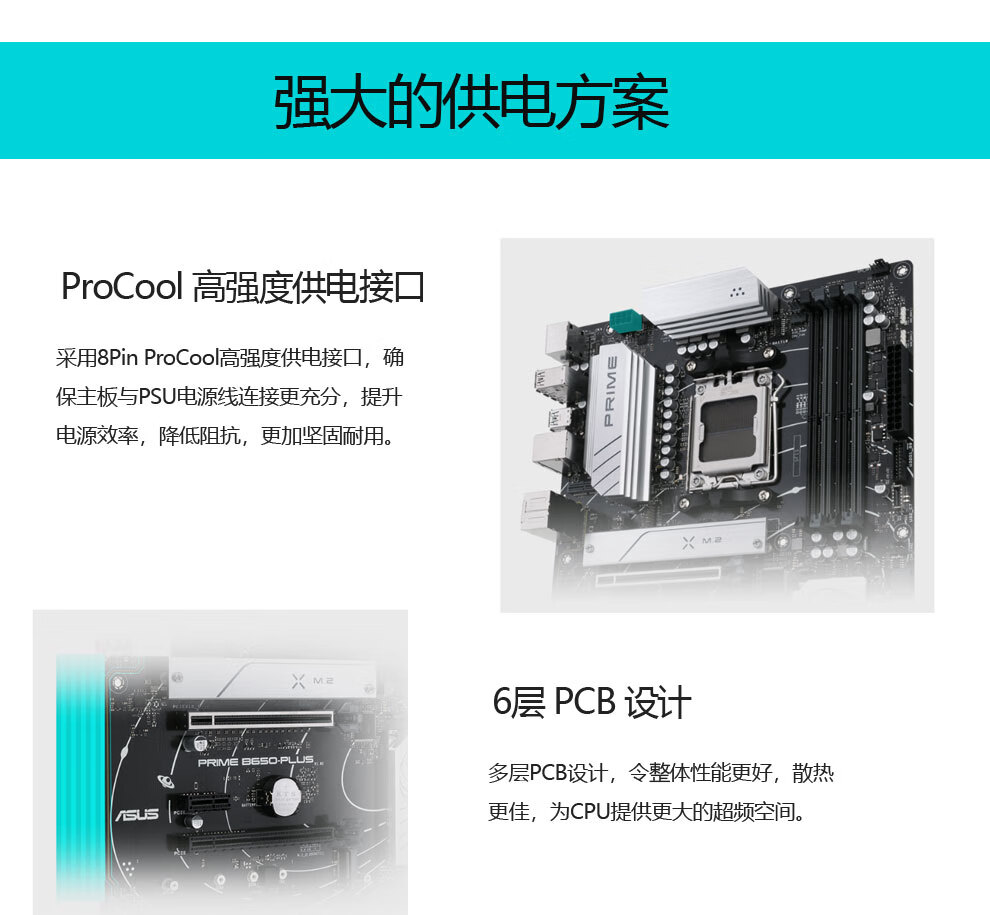 强大的供电方案
ProCool 高强度供电接口
采用8Pin ProCool高强度供电接口，确
保主板与PSU电源线连接更充分，提升
电源效率，降低阻抗，更加坚固耐用。
PRIME
M.2
M.2
PRIME B650-PLUS
ASUS
6层 PCB 设计
多层PCB设计，令整体性能更好，散热
更佳，为CPU提供更大的超频空间。